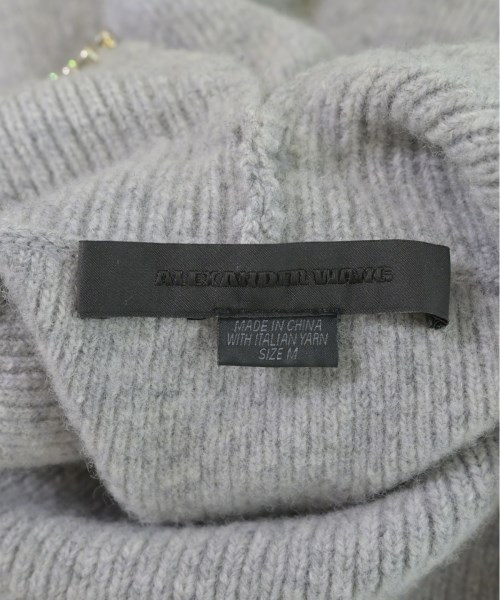 ALEXANDER WANG
MADE IN CHINA
WITH ITALIAN YARN
SIZE M